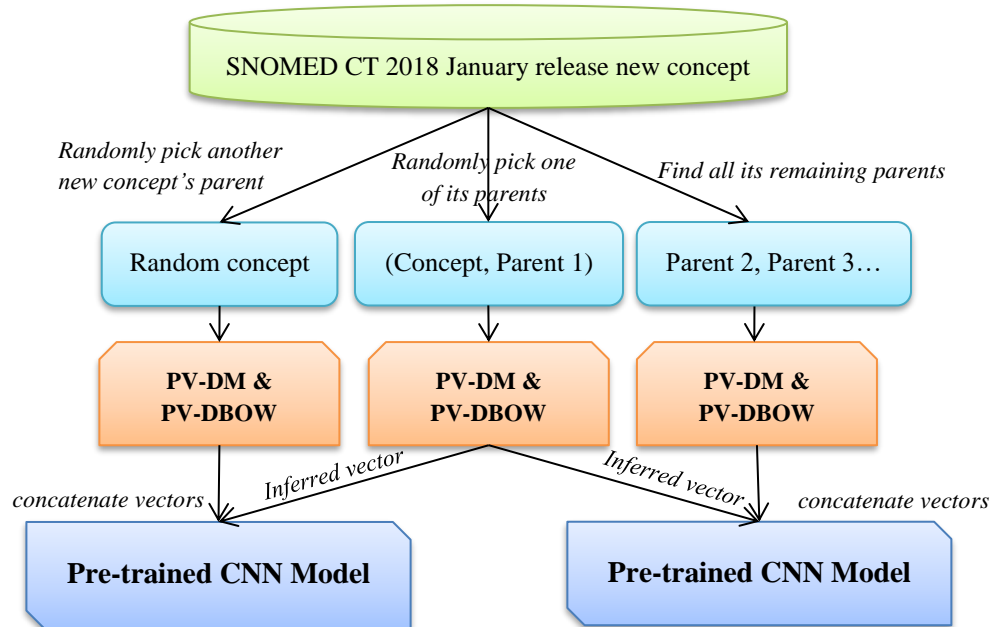 SNOMED CT 2018 January release new concept
Randomly pick another
new concept's parent
Randomly pick one
of its parents
Find all its remaining parents
Random concept
(Concept, Parent 1)
Parent 2, Parent 3…
PV-DM &
PV-DBOW
PV-DM &
PV-DBOW
PV-DM &
PV-DBOW
concatenate vectors
Inferred vector
Inferred vector
concatenate vectors
Pre-trained CNN Model
Pre-trained CNN Model